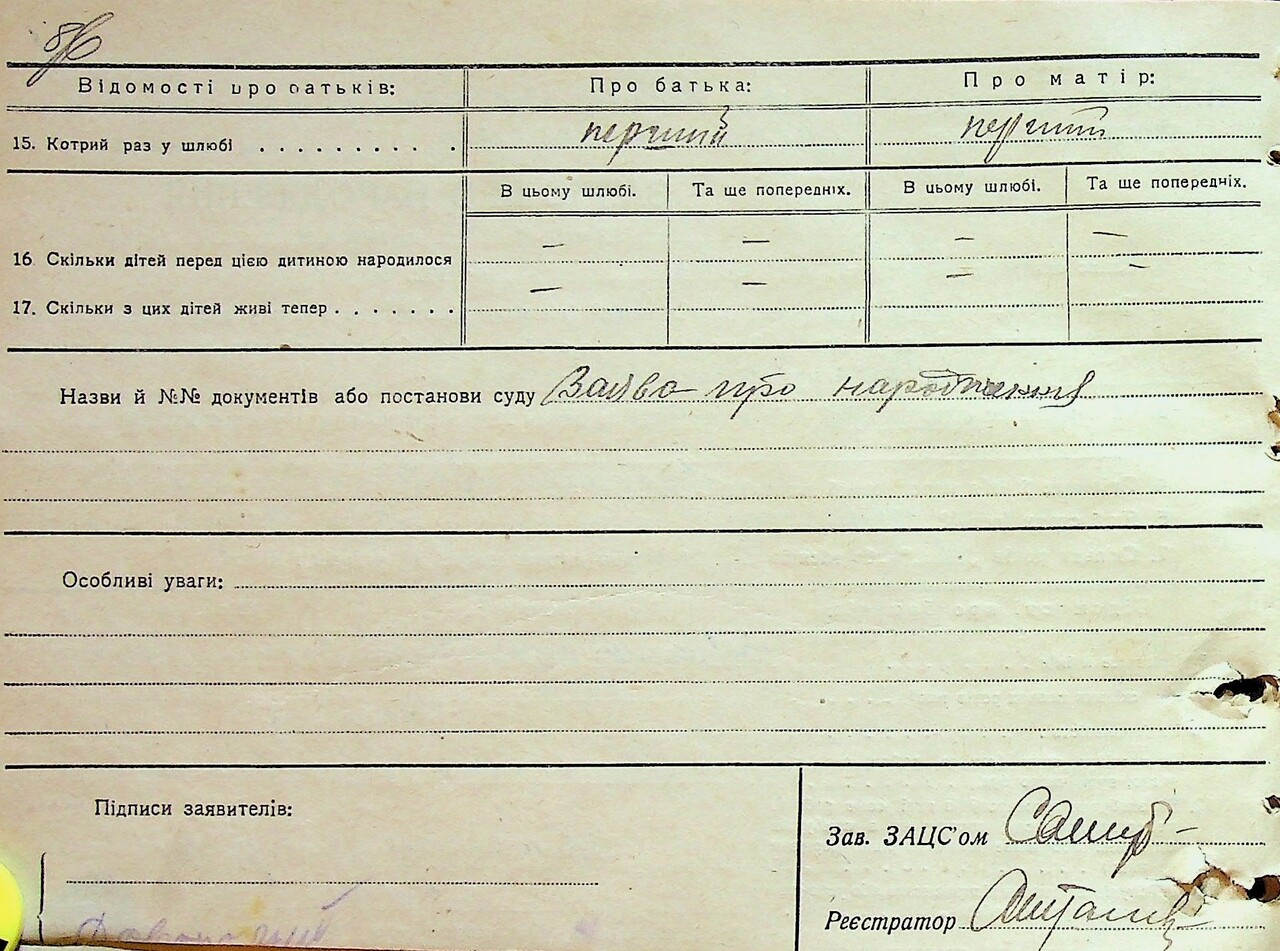 Відомості про батьків: Про батька: Про матір:
15. Котрий раз у шлюбі . . . . . . . . . . перший перший
В цьому шлюбі. Та ще попередніх. В цьому шлюбі. Та ще попередніх.
16 Скільки дітей перед цією дитиною народилося — — — —
17. Скільки з цих дітей живі тепер . . . . . . . — — — —
Назви й №№ документів або постанови суду Заява про народження
Особливі уваги:
Підписи заявителів:
Зав. ЗАЦС'ом
Реєстратор